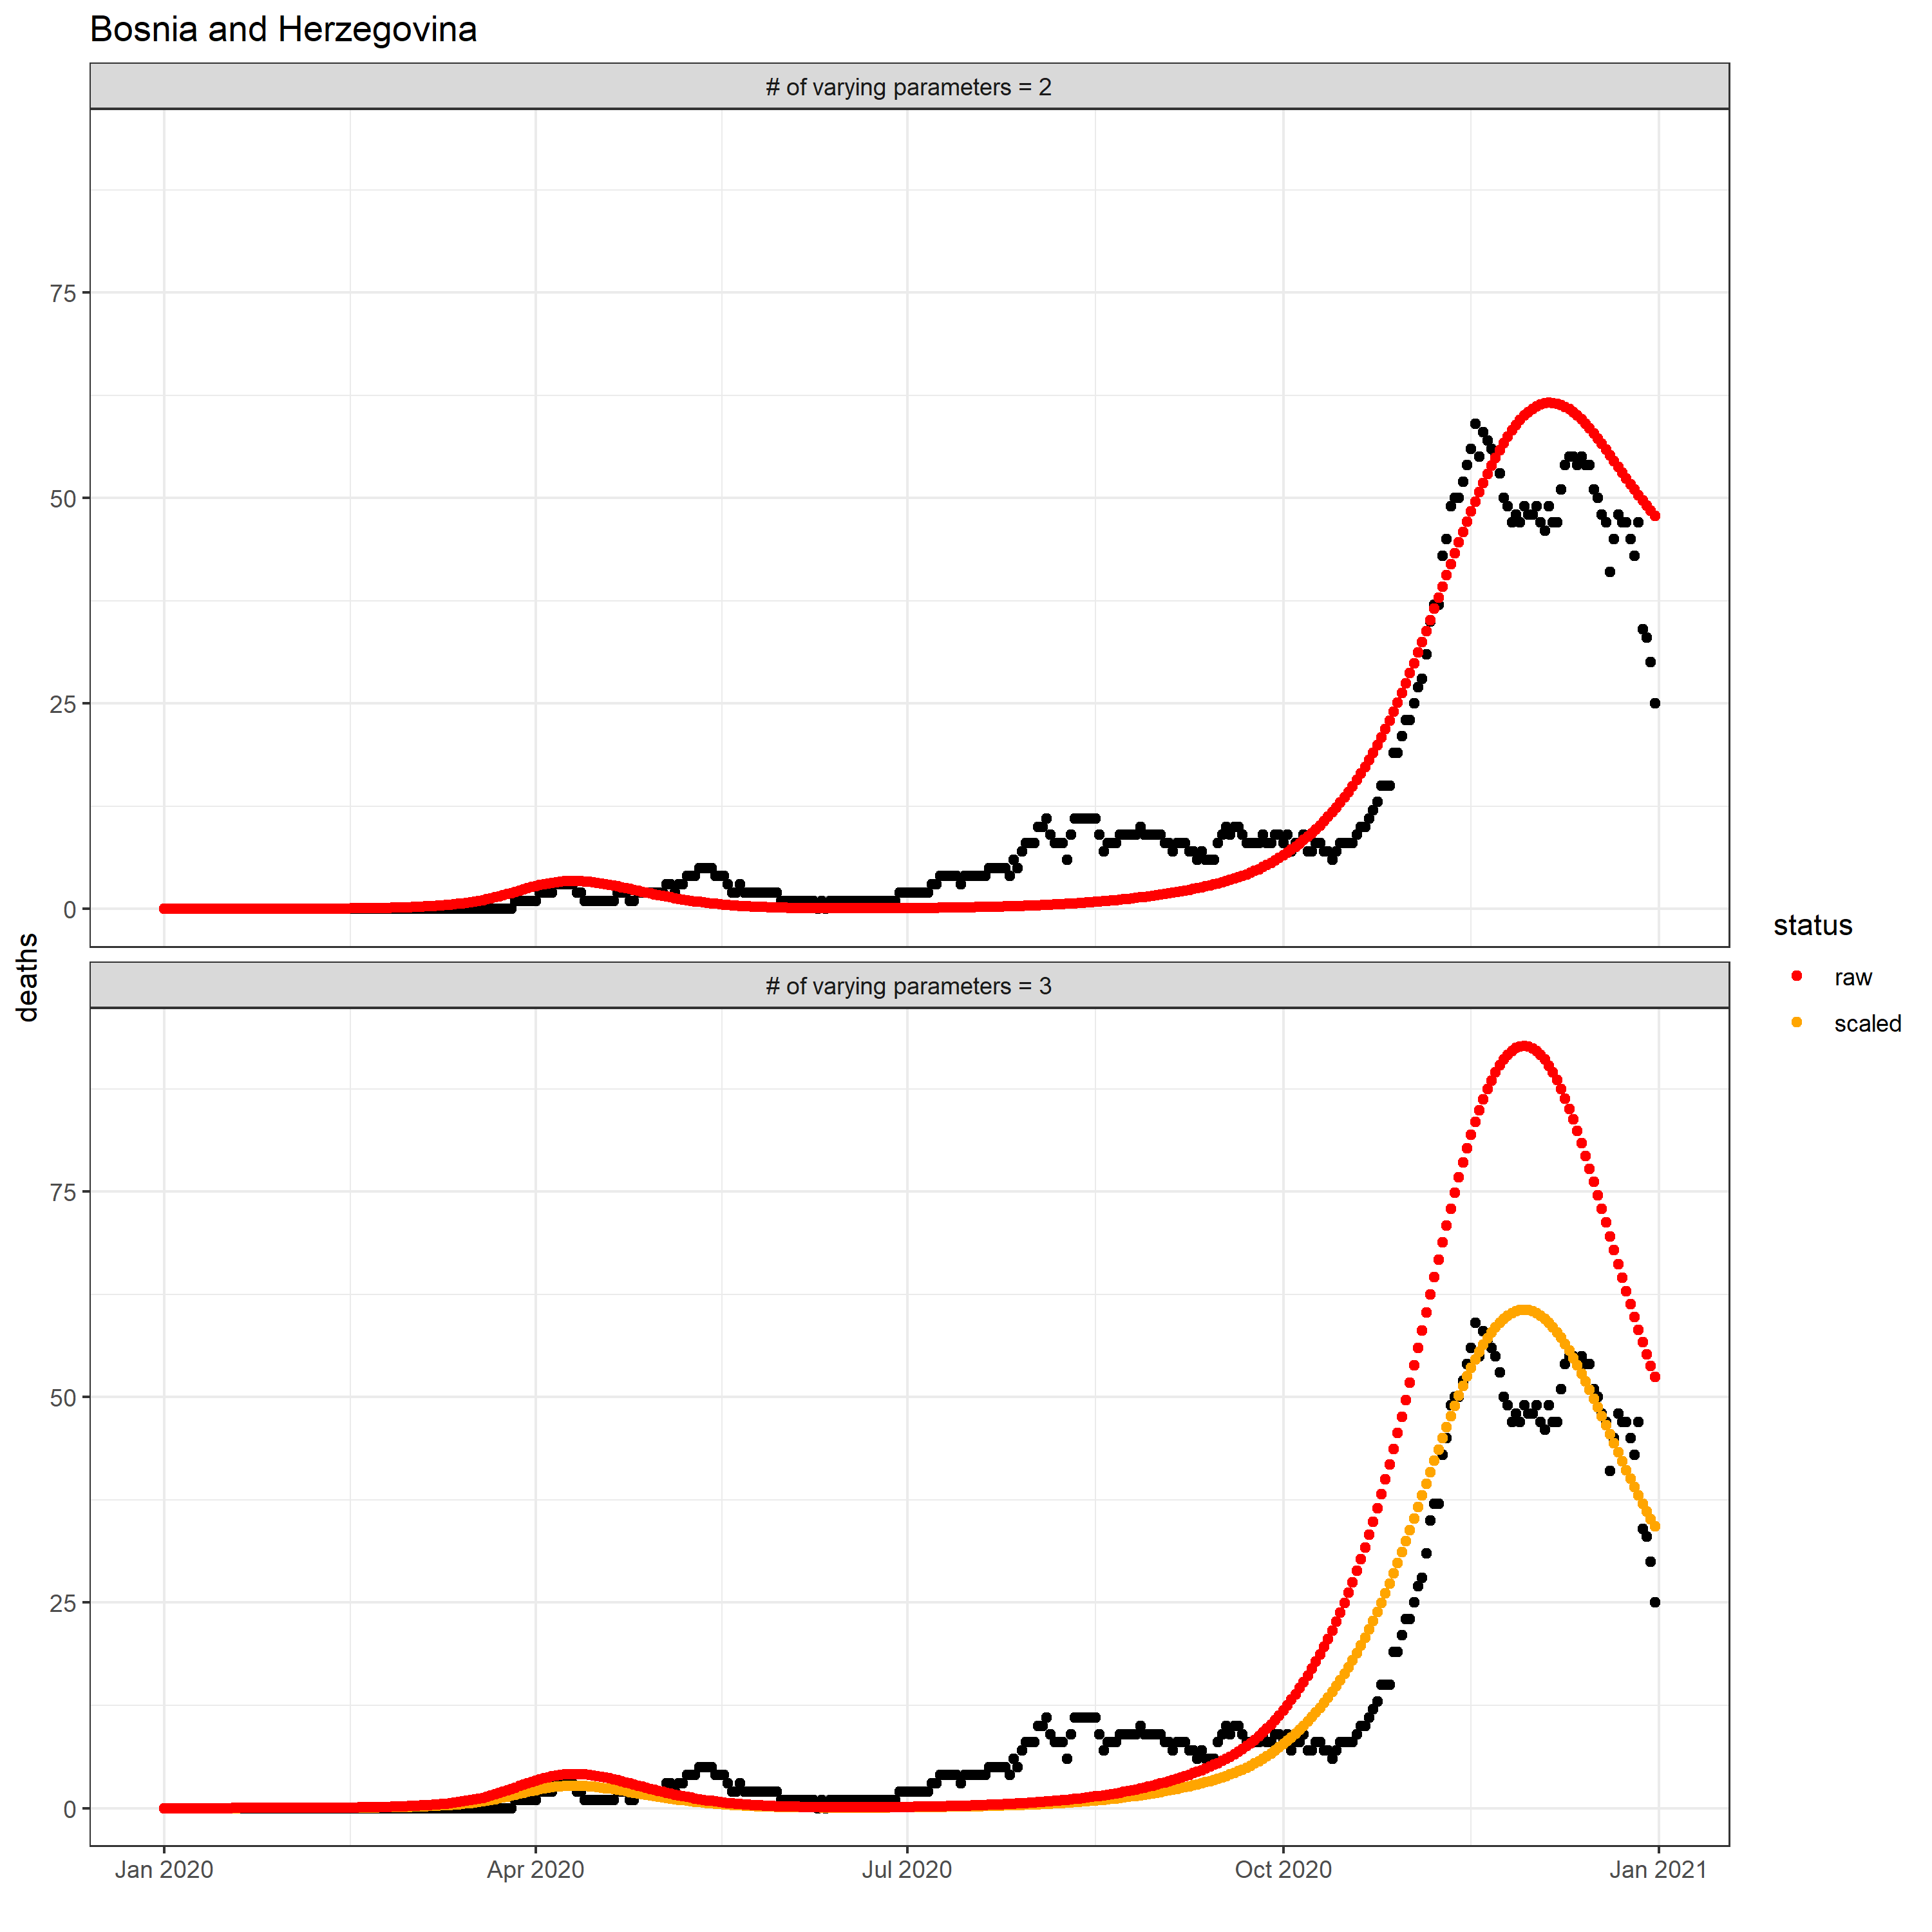 Bosnia and Herzegovina
# of varying parameters = 2
75
50
25
0
deaths
# of varying parameters = 3
75
50
25
0
Jan 2020
Apr 2020
Jul 2020
Oct 2020
Jan 2021
status
raw
scaled